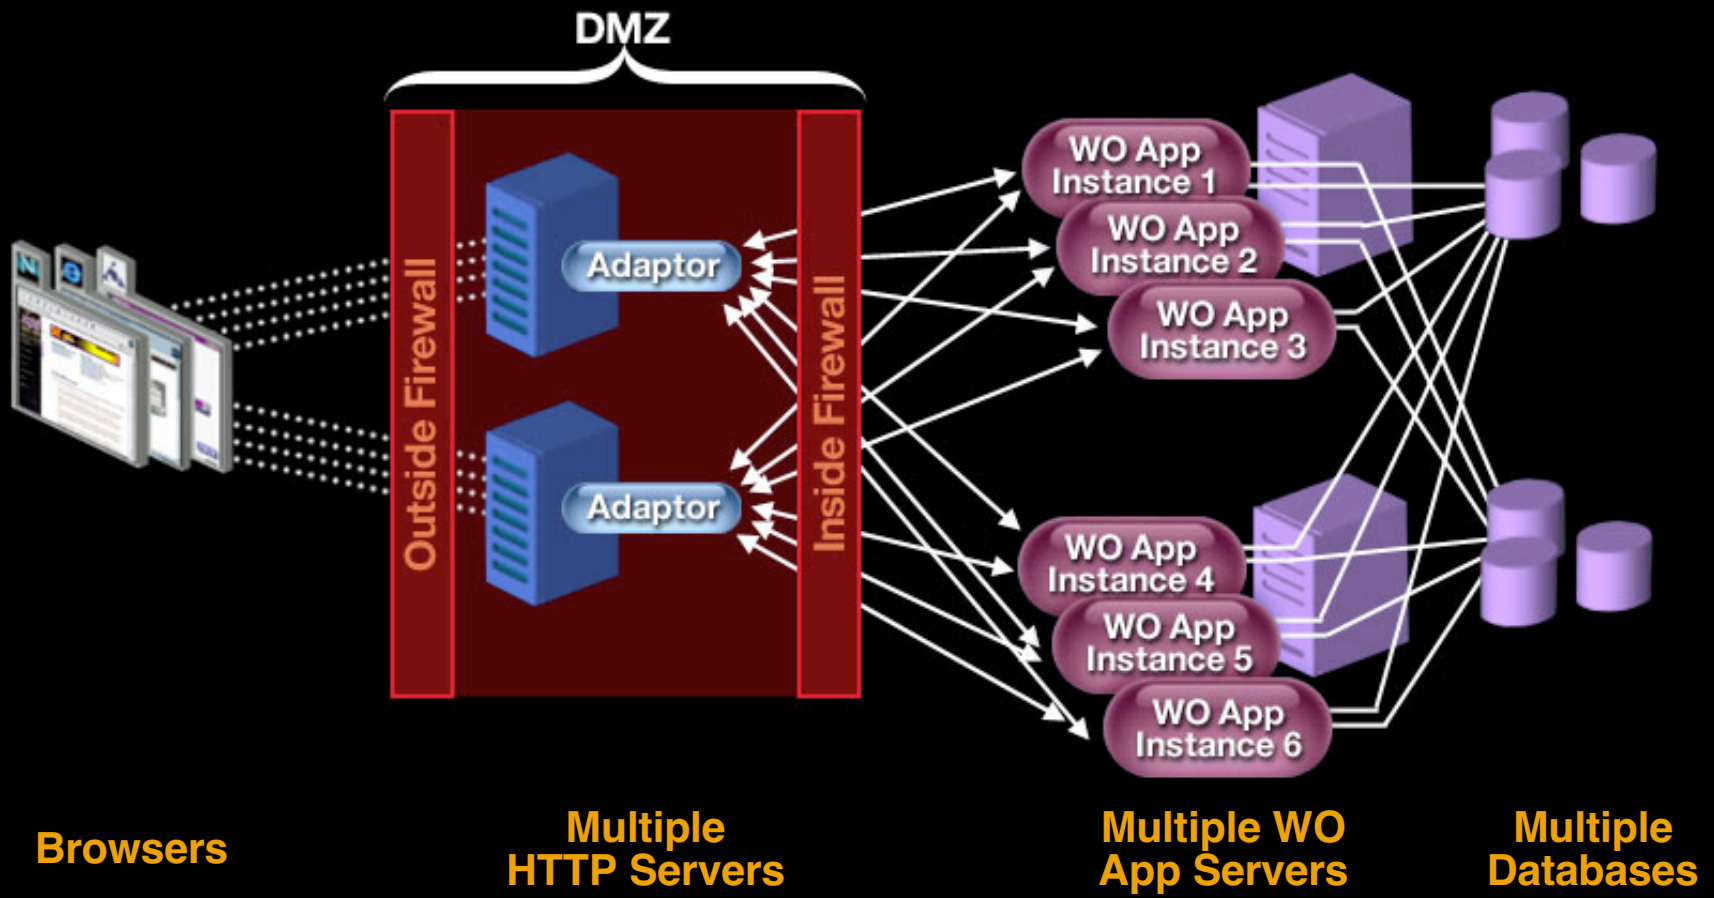 DMZ
Outside Firewall
Adaptor
Adaptor
Inside Firewall
WO App
Instance 1
WO App
Instance 2
WO App
Instance 3
WO App
Instance 4
WO App
Instance 5
WO App
Instance 6
Browsers
Multiple
HTTP Servers
Multiple WO
App Servers
Multiple
Databases